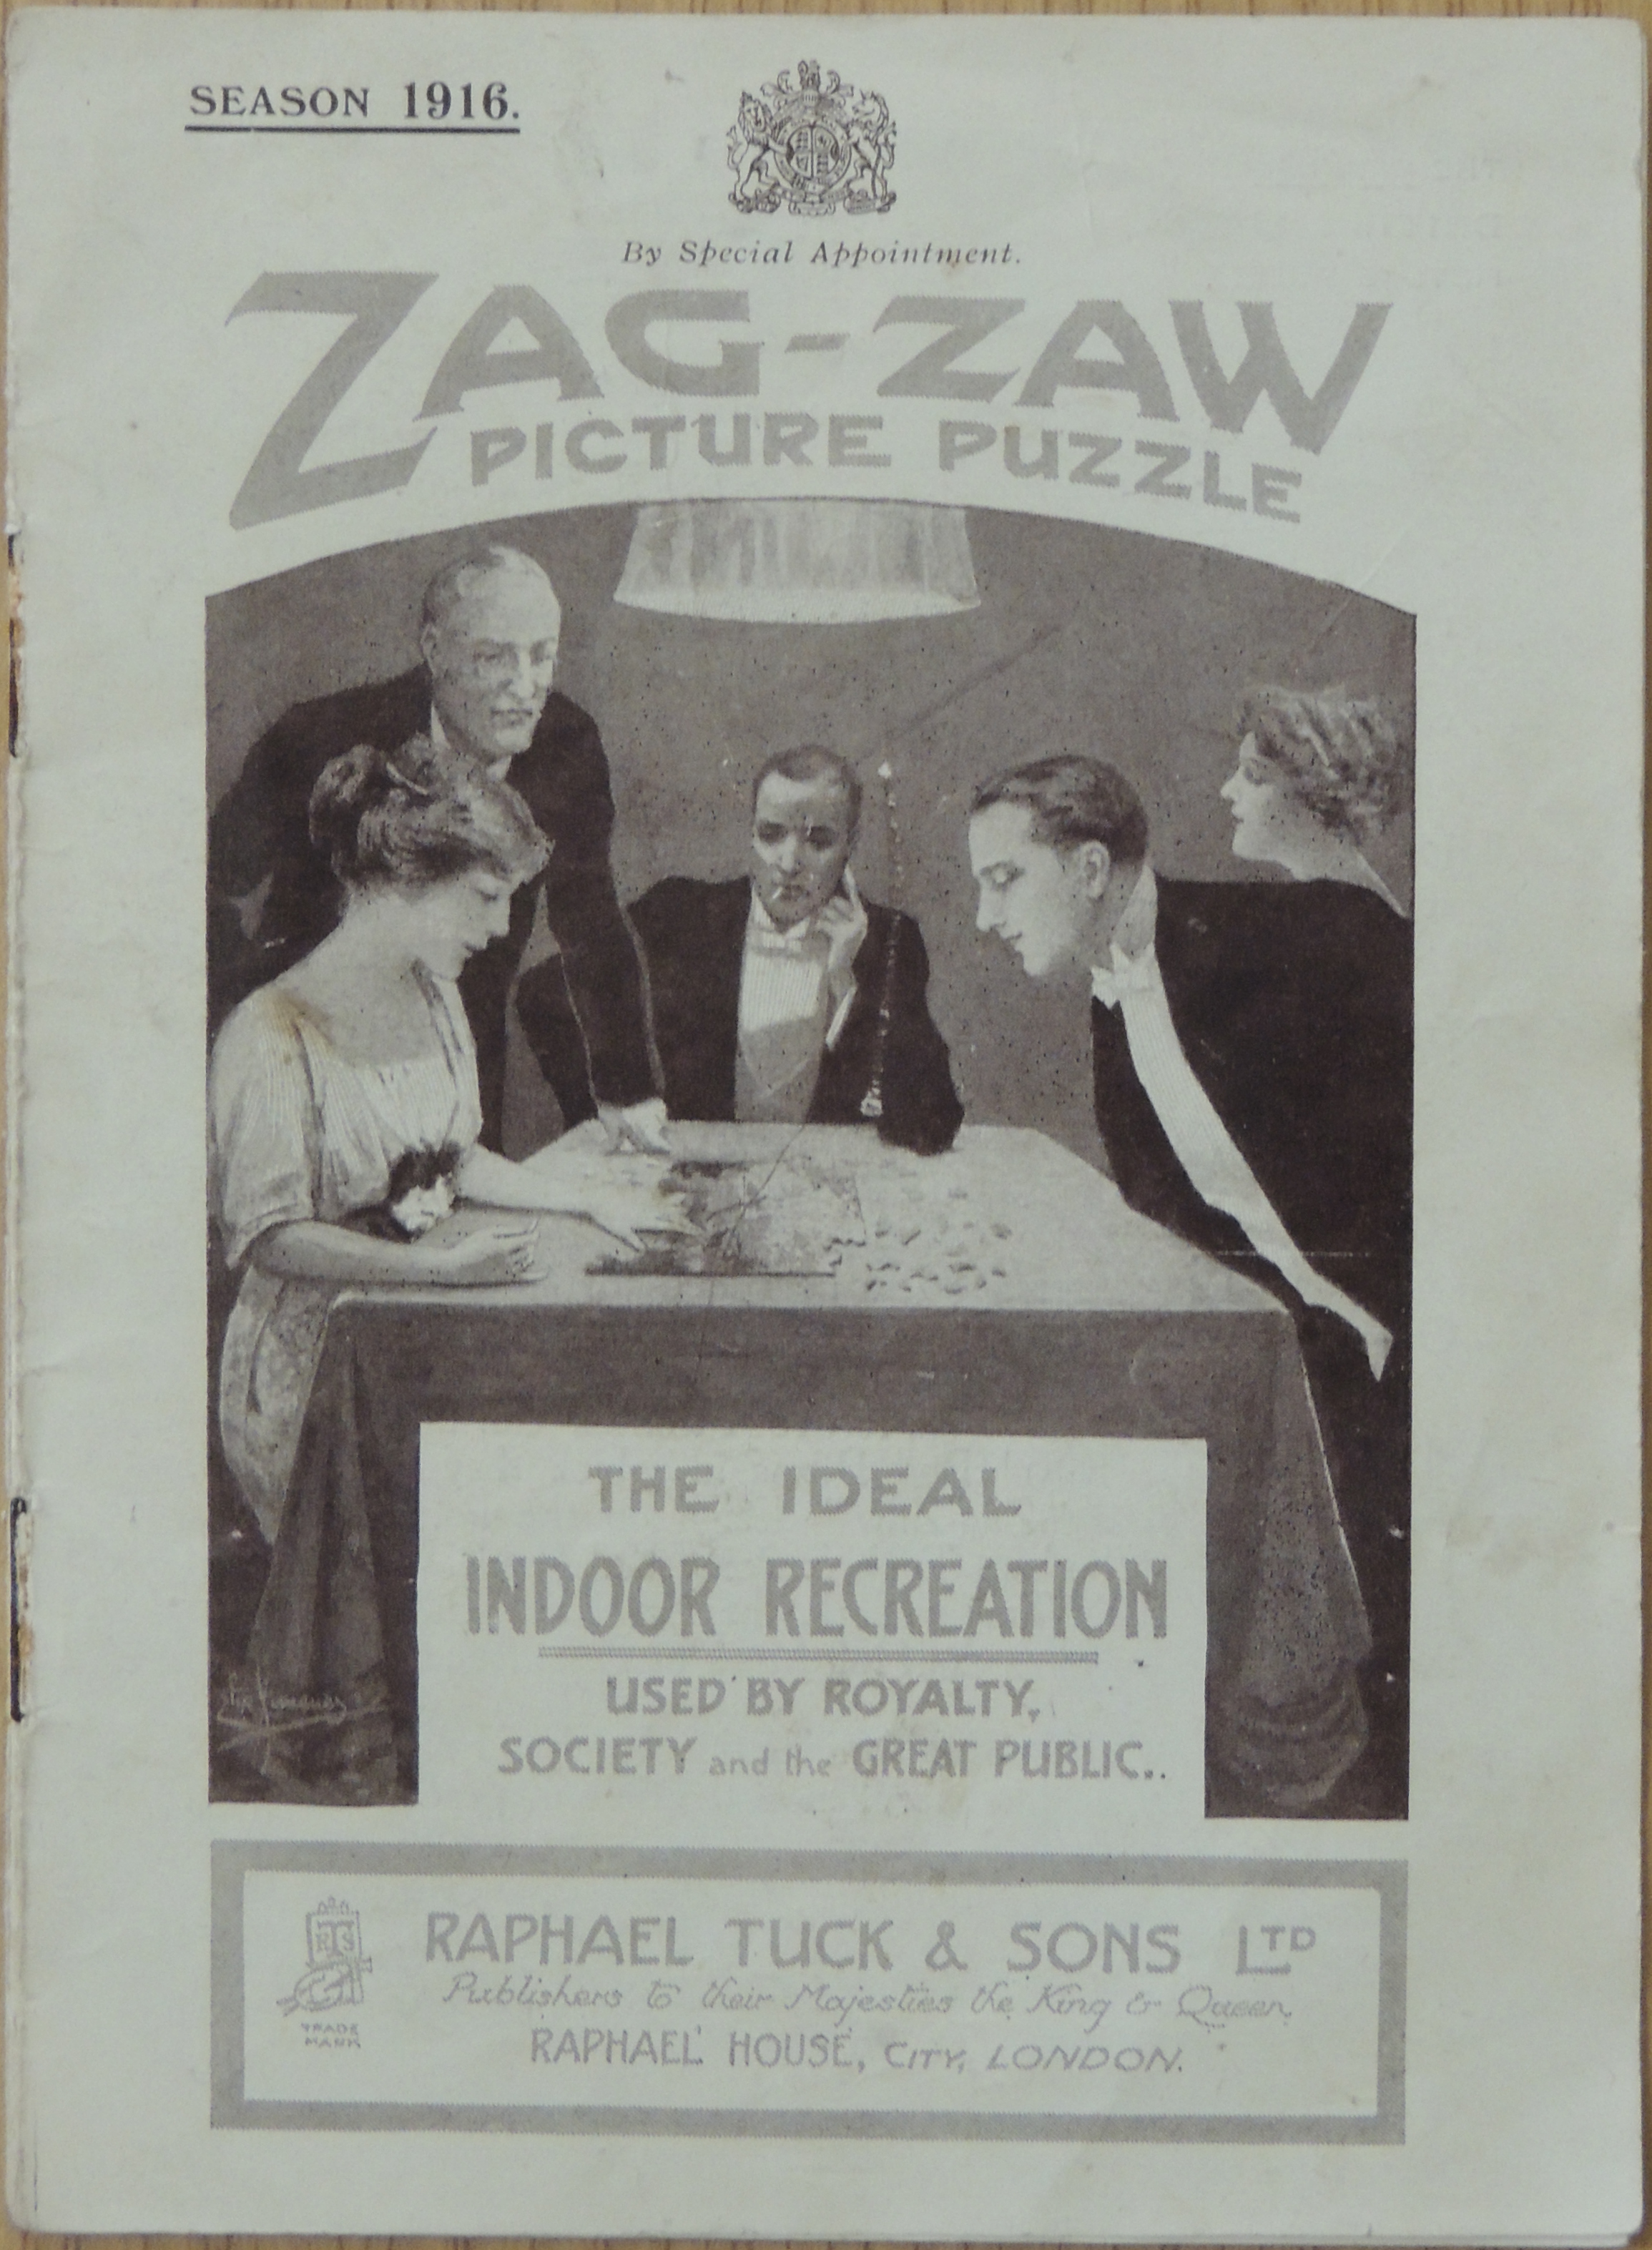 SEASON 1916.
By Special Appointment.
ZAG-ZAW
PICTURE PUZZLE
THE IDEAL
INDOOR RECREATION
USED BY ROYALTY,
SOCIETY and the GREAT PUBLIC..
RTS
TRADE
MARK
RAPHAEL TUCK & SONS LTD
Publishers to their Majesties the King & Queen,
RAPHAEL HOUSE, CITY, LONDON.